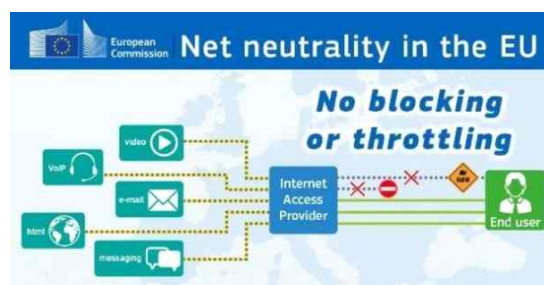 European
Commission
Net neutrality in the EU
No blocking
or throttling
video
VoIP
e-mail
html
messaging
Internet
Access
Provider
End user